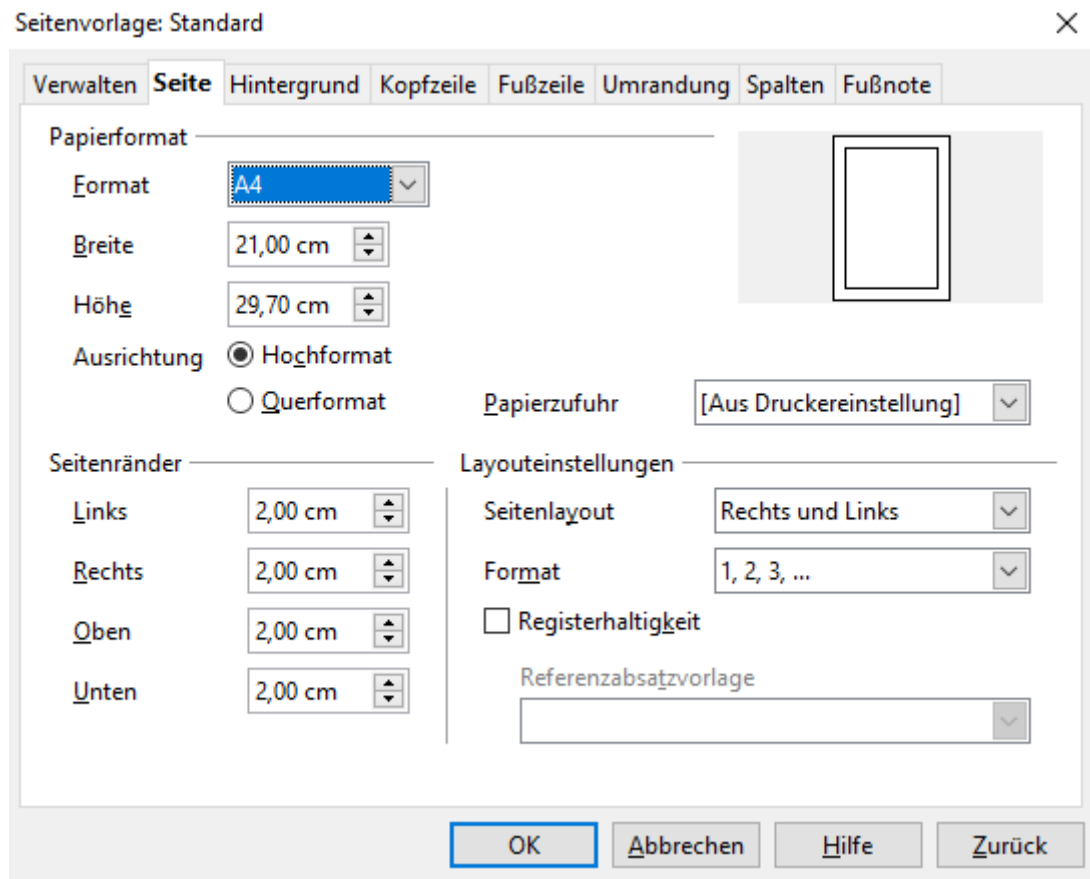 Seitenvorlage: Standard
Verwalten Seite Hintergrund Kopfzeile Fußzeile Umrandung Spalten Fußnote
Papierformat
Format A4
Breite 21,00 cm
Höhe 29,70 cm
Ausrichtung Hochformat
Querformat Papierzufuhr [Aus Druckereinstellung]
Seitenränder Layouteinstellungen
Links 2,00 cm Seitenlayout Rechts und Links
Rechts 2,00 cm Format 1, 2, 3, ...
Oben 2,00 cm Registerhaltigkeit
Referenzabsatzvorlage
Unten 2,00 cm
OK Abbrechen Hilfe Zurück